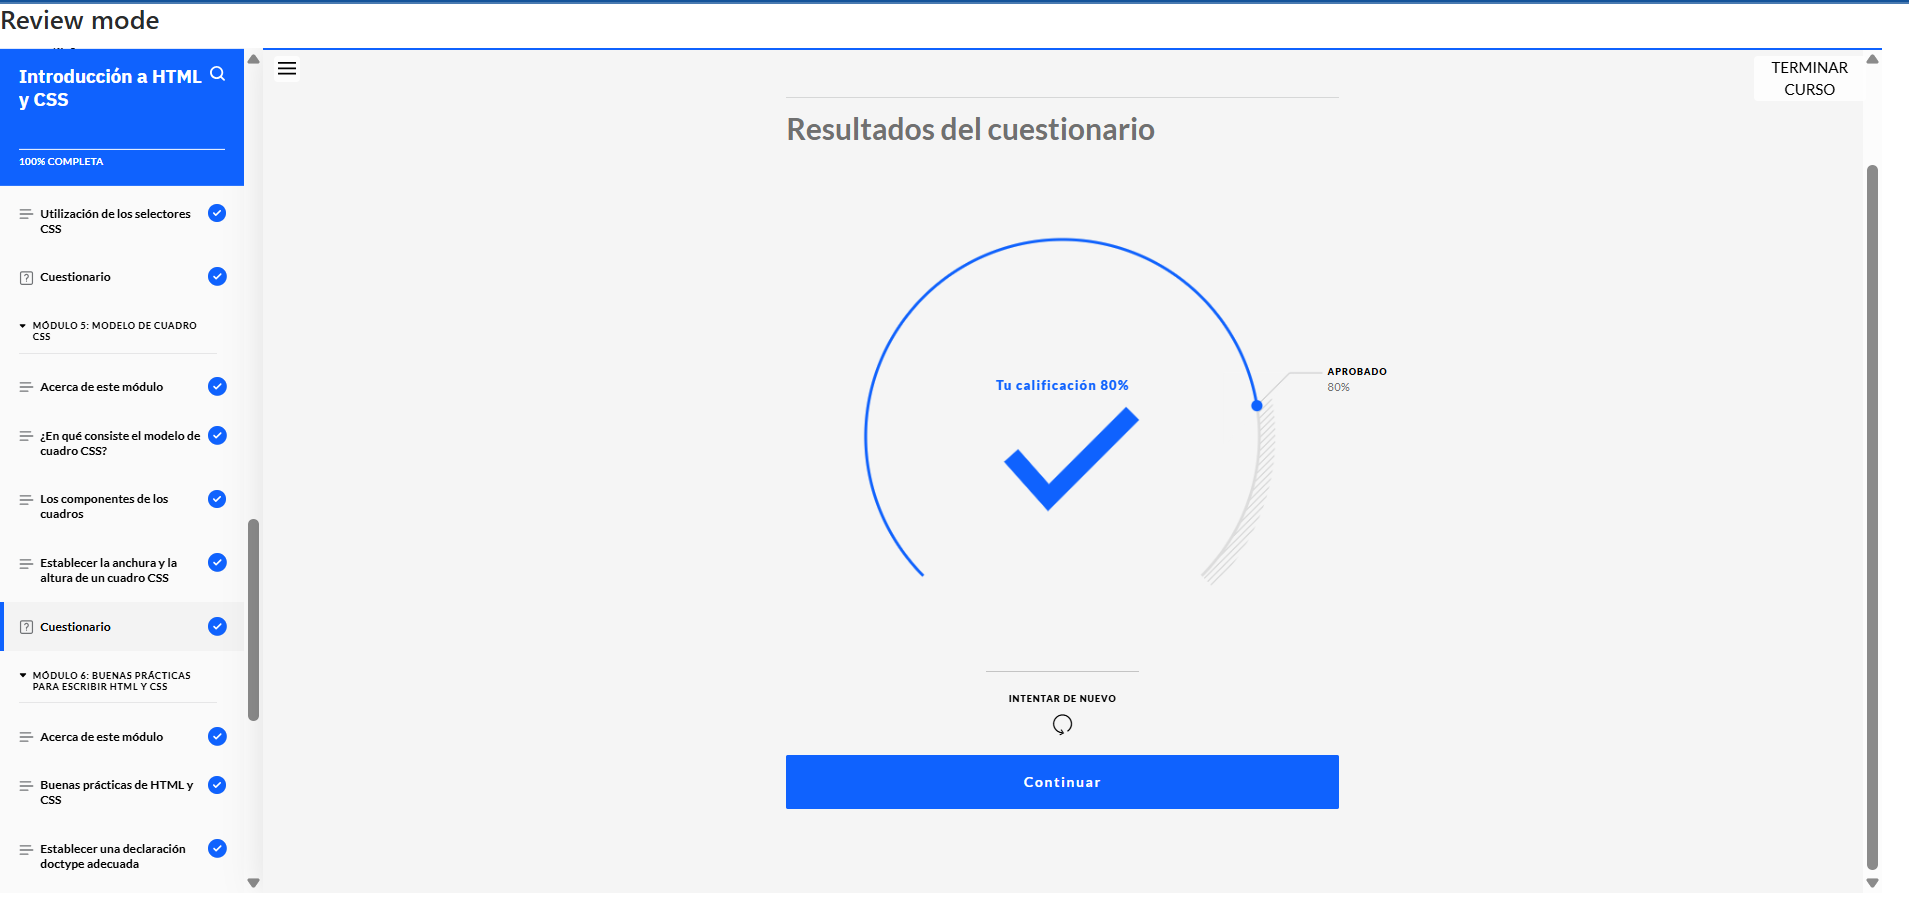 Review mode
Introducción a HTML
y CSS
100% COMPLETA
Utilización de los selectores
CSS
Cuestionario
MÓDULO 5: MODELO DE CUADRO
CSS
Acerca de este módulo
¿En qué consiste el modelo de
cuadro CSS?
Los componentes de los
cuadros
Establecer la anchura y la
altura de un cuadro CSS
Cuestionario
MÓDULO 6: BUENAS PRÁCTICAS
PARA ESCRIBIR HTML Y CSS
Acerca de este módulo
Buenas prácticas de HTML y
CSS
Establecer una declaración
doctype adecuada
TERMINAR
CURSO
Resultados del cuestionario
Tu calificación 80%
APROBADO
80%
INTENTAR DE NUEVO
Continuar